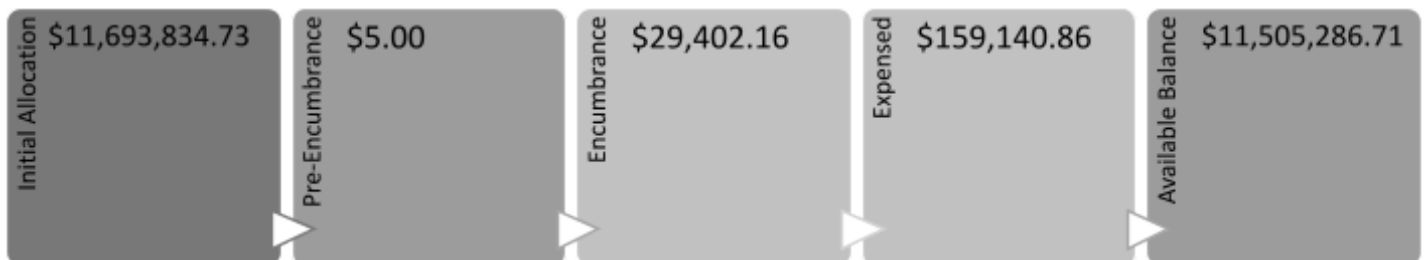 Initial Allocation
$11,693,834.73
Pre-Encumbrance
$5.00
Encumbrance
$29,402.16
Expensed
$159,140.86
Available Balance
$11,505,286.71